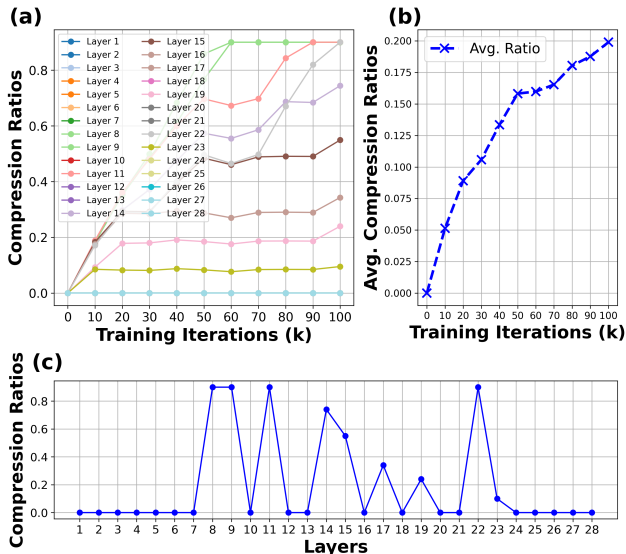 (a)
Compression Ratios
0.8
0.6
0.4
0.2
0.0
Layer 1
Layer 2
Layer 3
Layer 4
Layer 5
Layer 6
Layer 7
Layer 8
Layer 9
Layer 10
Layer 11
Layer 12
Layer 13
Layer 14
Layer 15
Layer 16
Layer 17
Layer 18
Layer 19
Layer 20
Layer 21
Layer 22
Layer 23
Layer 24
Layer 25
Layer 26
Layer 27
Layer 28
0 10 20 30 40 50 60 70 80 90 100
Training Iterations (k)
(b)
Avg. Compression Ratios
0.200
0.175
0.150
0.125
0.100
0.075
0.050
0.025
0.000
Avg. Ratio
0 10 20 30 40 50 60 70 80 90 100
Training Iterations (k)
(c)
Compression Ratios
0.8
0.6
0.4
0.2
0.0
1 2 3 4 5 6 7 8 9 10 11 12 13 14 15 16 17 18 19 20 21 22 23 24 25 26 27 28
Layers